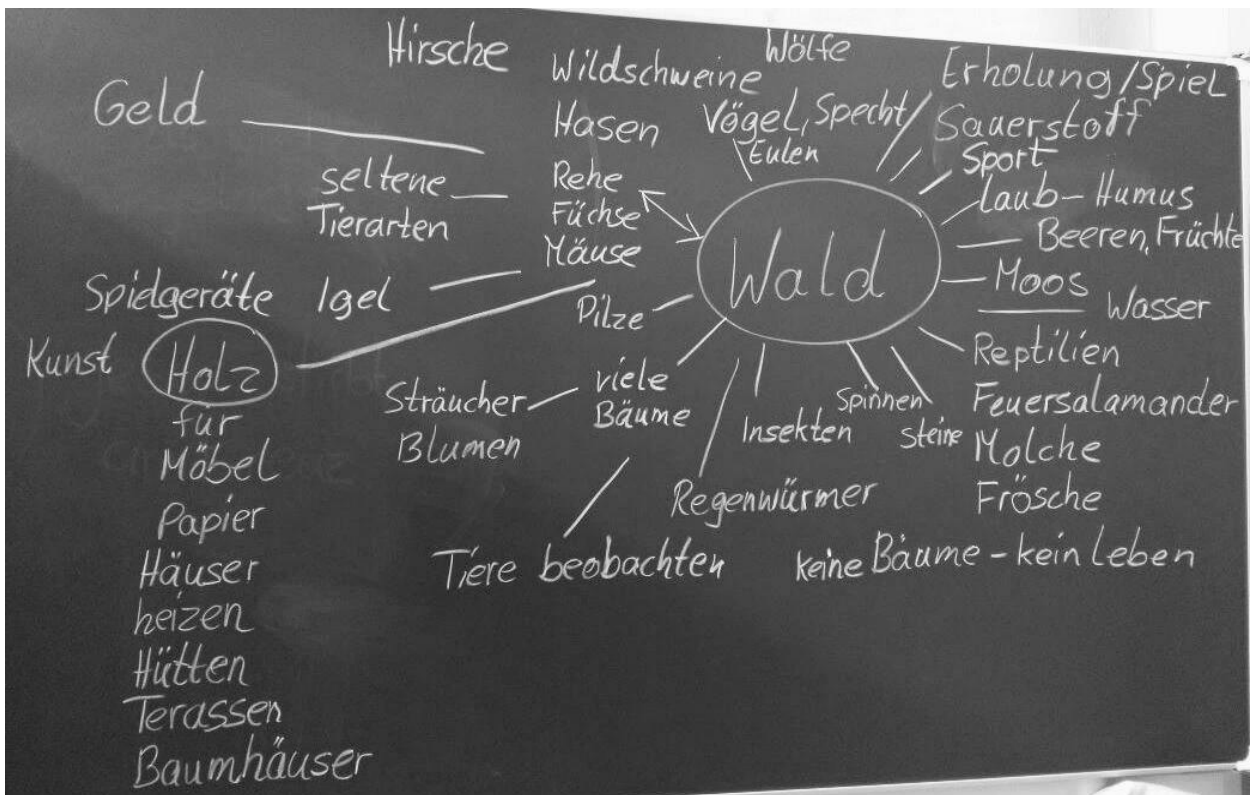 Hirsche
Wildschweine
Wölfe
Erholung/Spiel
Geld
Hasen
Vögel, Specht
Eulen
Sauerstoff
Sport
seltene
Tierarten
Rehe
Füchse
Mäuse
Laub-Humus
Beeren, Früchte
Wald
Moos
Wasser
Spielgeräte
Igel
Pilze
Kunst
Holz
für
Möbel
Papier
Häuser
heizen
Hütten
Terassen
Baumhäuser
Sträucher
Blumen
viele
Bäume
Insekten
Spinnen
Steine
Reptilien
Feuersalamander
Molche
Frösche
Regenwürmer
Tiere beobachten
keine Bäume - kein Leben